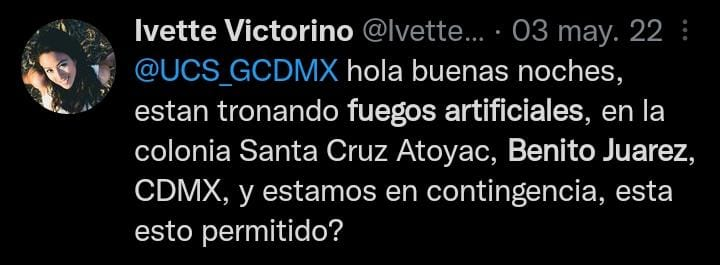 Ivette Victorino @Ivette... · 03 may. 22
@UCS_GCDMX hola buenas noches,
estan tronando fuegos artificiales, en la
colonia Santa Cruz Atoyac, Benito Juarez,
CDMX, y estamos en contingencia, esta
esto permitido?